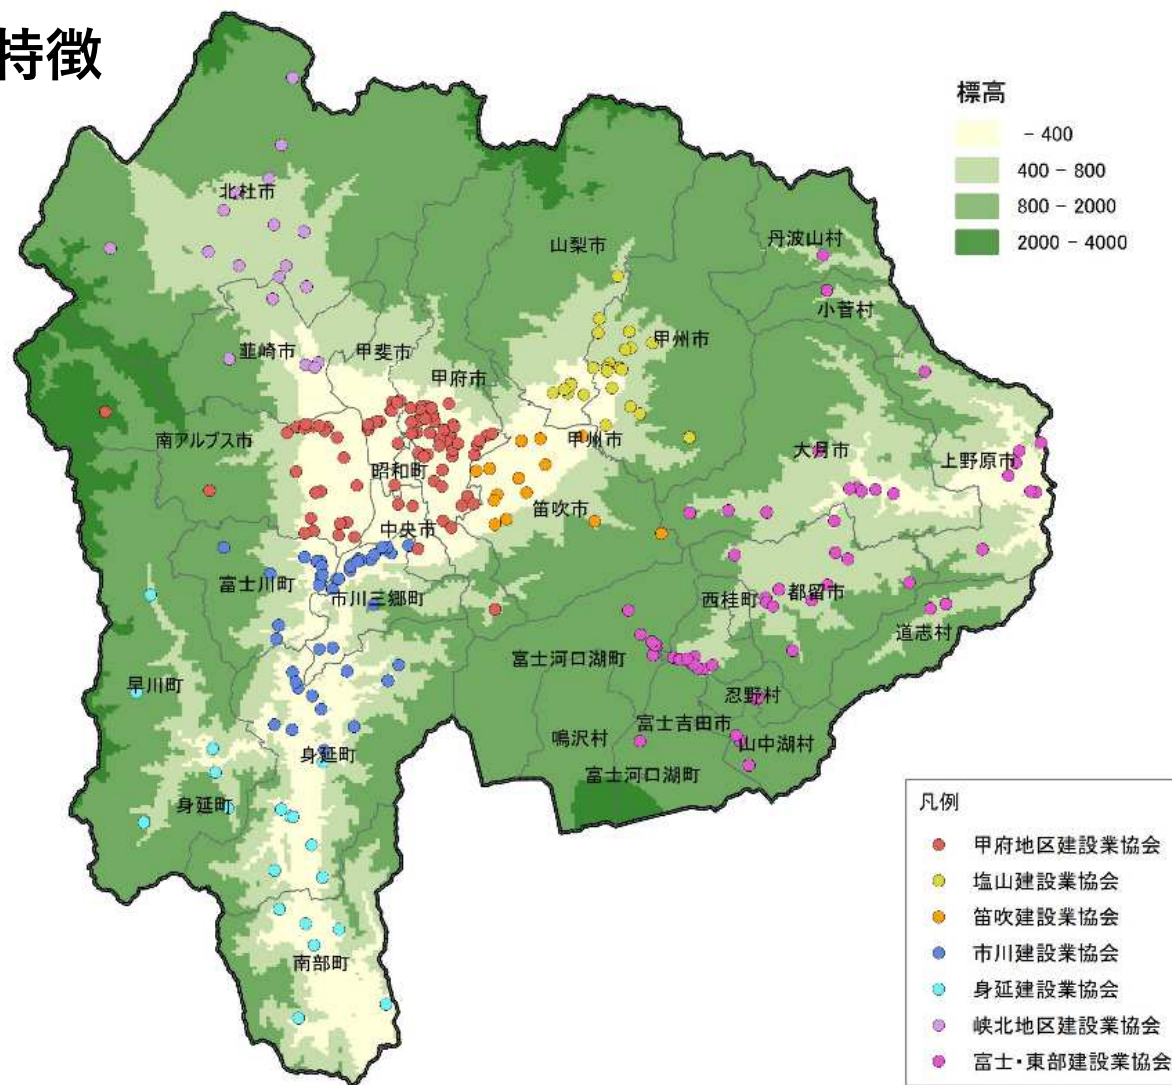 特徴
標高
- 400
400 - 800
800 - 2000
2000 - 4000
北杜市
山梨市
丹波山村
小菅村
韮崎市
甲斐市
甲府市
甲州市
南アルプス市
昭和町
甲州市
大月市
上野原市
中央市
笛吹市
富士川町
市川三郷町
西桂町
都留市
道志村
早川町
富士河口湖町
忍野村
鳴沢村
富士吉田市
山中湖村
身延町
富士河口湖町
身延町
南部町
凡例
甲府地区建設業協会
塩山建設業協会
笛吹建設業協会
市川建設業協会
身延建設業協会
峡北地区建設業協会
富士・東部建設業協会